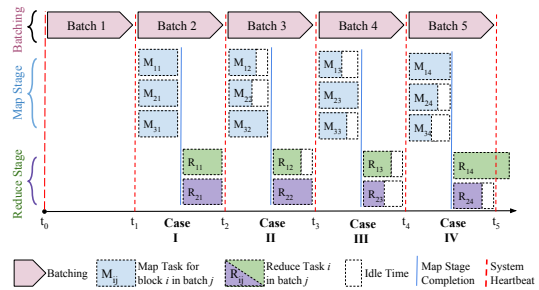 Batching
Batch 1
Batch 2
Batch 3
Batch 4
Batch 5
Map Stage
M11
M12
M13
M14
M21
M22
M23
M24
M31
M32
M33
M34
Reduce Stage
R11
R12
R13
R14
R21
R22
R23
R24
t0
t1
t2
t3
t4
t5
Case I
Case II
Case III
Case IV
Batching
Mij
Map Task for
block i in batch j
Rij
Reduce Task i
in batch j
Idle Time
Map Stage
Completion
System
Heartbeat